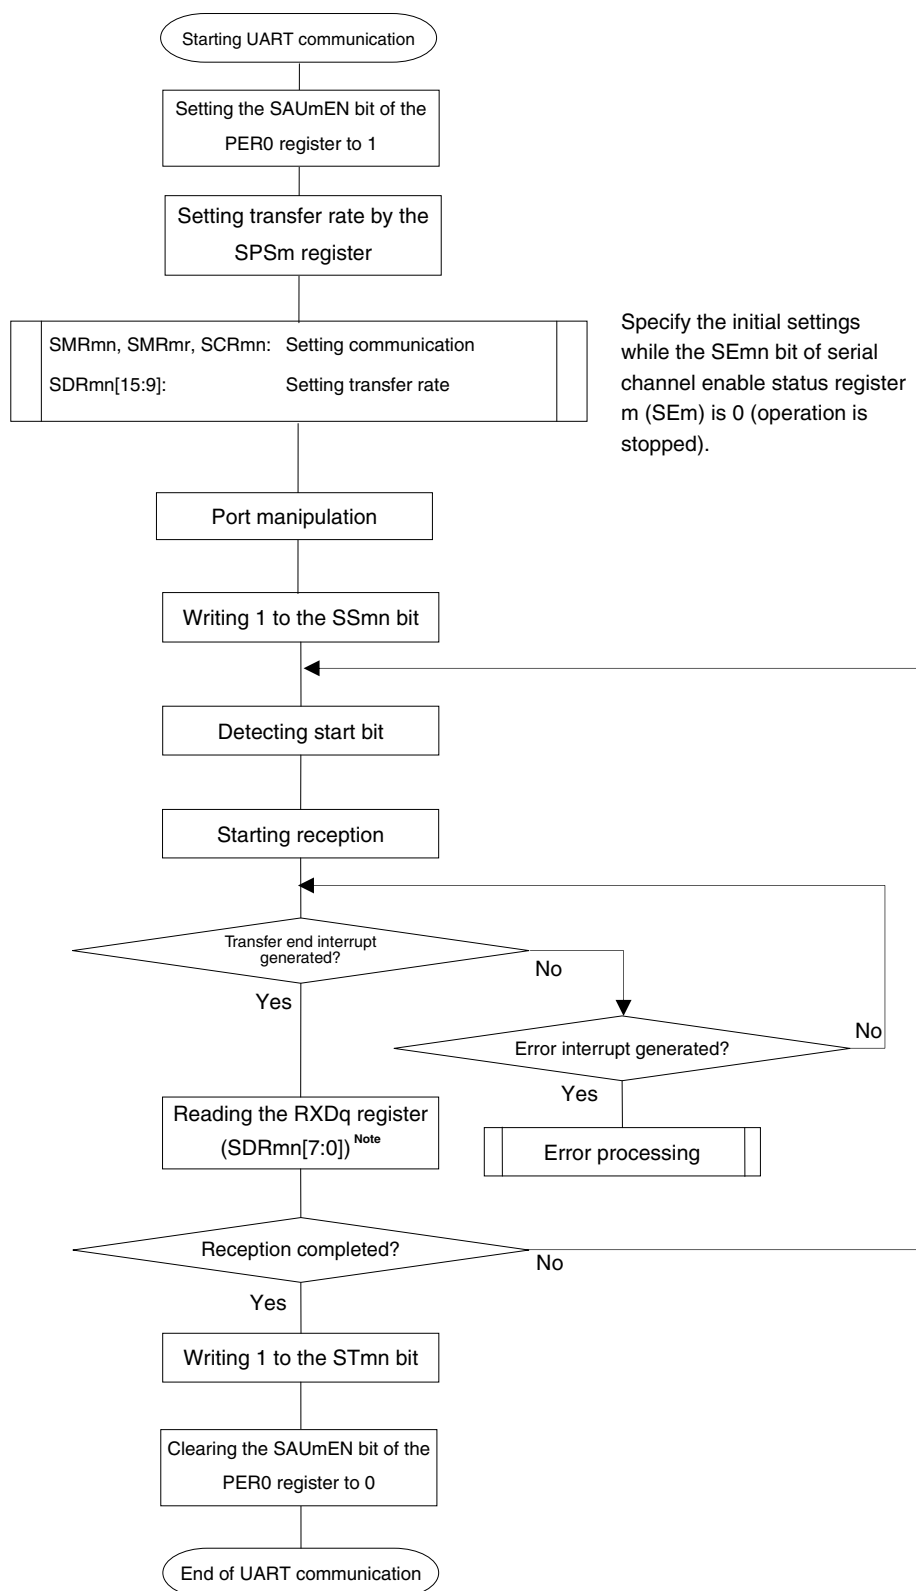 Starting UART communication
Setting the SAUmEN bit of the
PER0 register to 1
Setting transfer rate by the
SPSm register
SMRmn, SMRmr, SCRmn: Setting communication
SDRmn[15:9]: Setting transfer rate
Specify the initial settings
while the SEmn bit of serial
channel enable status register
m (SEm) is 0 (operation is
stopped).
Port manipulation
Writing 1 to the SSmn bit
Detecting start bit
Starting reception
Transfer end interrupt
generated?
No
Yes
Error interrupt generated?
No
Yes
Reading the RXDq register
(SDRmn[7:0]) Note
Error processing
Reception completed?
No
Yes
Writing 1 to the STmn bit
Clearing the SAUmEN bit of the
PER0 register to 0
End of UART communication